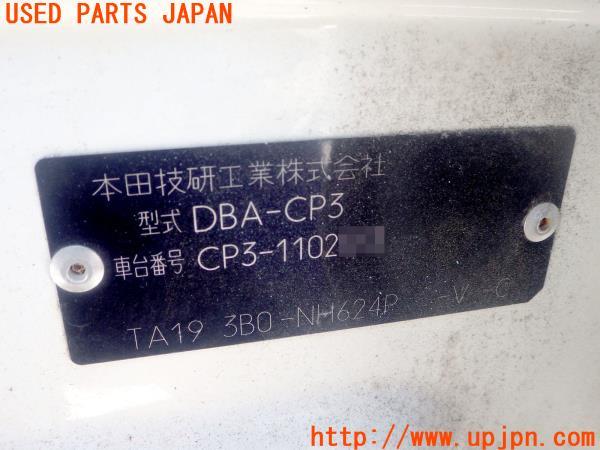 USED PARTS JAPAN
本田技研工業株式会社
型式 DBA-CP3
車台番号 CP3-1102
TA19 3B0-NH624P -V -C
http://www.upjpn.com/